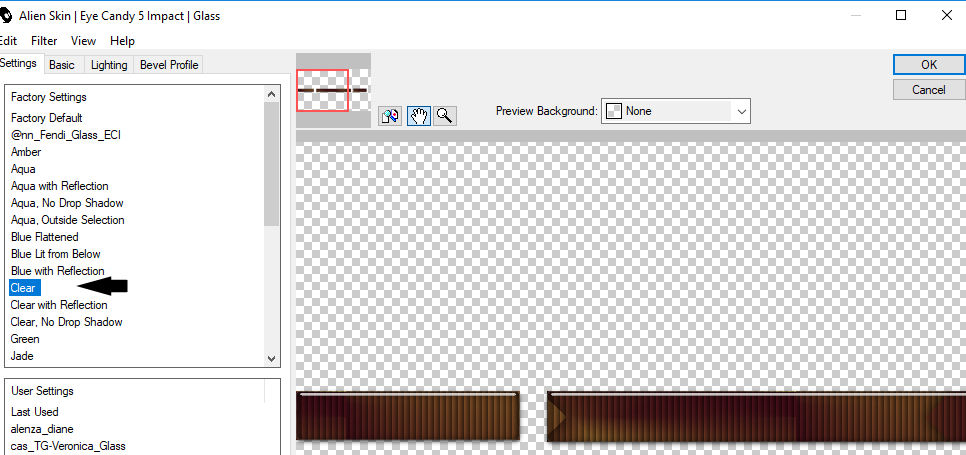 Alien Skin | Eye Candy 5 Impact | Glass
Edit Filter View Help
Settings Basic Lighting Bevel Profile
OK
Cancel
Preview Background: None
Factory Settings
Factory Default
@nn_Fendi_Glass_ECI
Amber
Aqua
Aqua with Reflection
Aqua, No Drop Shadow
Aqua, Outside Selection
Blue Flattened
Blue Lit from Below
Blue with Reflection
Clear
Clear with Reflection
Clear, No Drop Shadow
Green
Jade
User Settings
Last Used
alenza_diane
cas_TG-Veronica_Glass